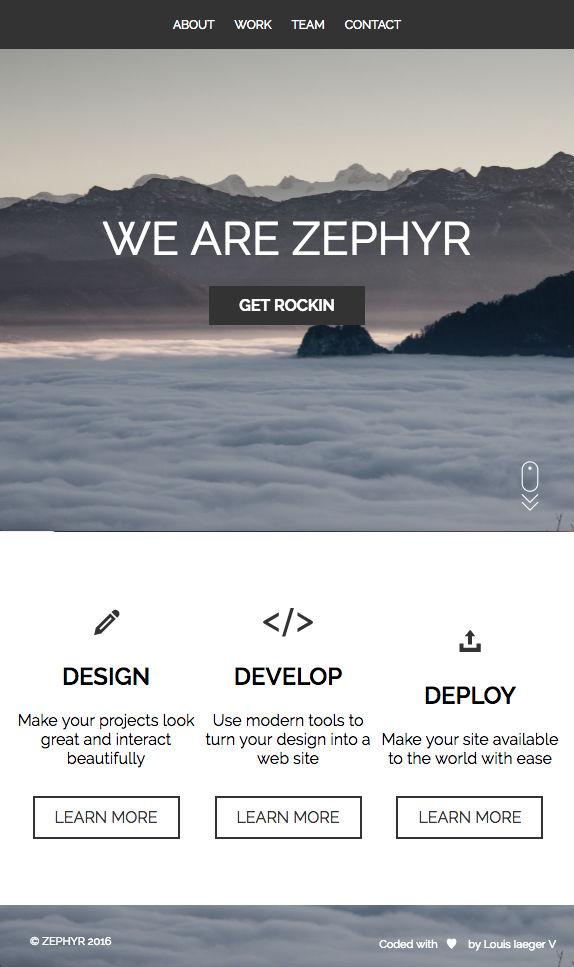 ABOUT WORK TEAM CONTACT
WE ARE ZEPHYR
GET ROCKIN
</>
DESIGN
Make your projects look
great and interact
beautifully
LEARN MORE
DEVELOP
Use modern tools to
turn your design into a
web site
LEARN MORE
DEPLOY
Make your site available
to the world with ease
LEARN MORE
© ZEPHYR 2016
Coded with ♥ by Louis Iaeger V